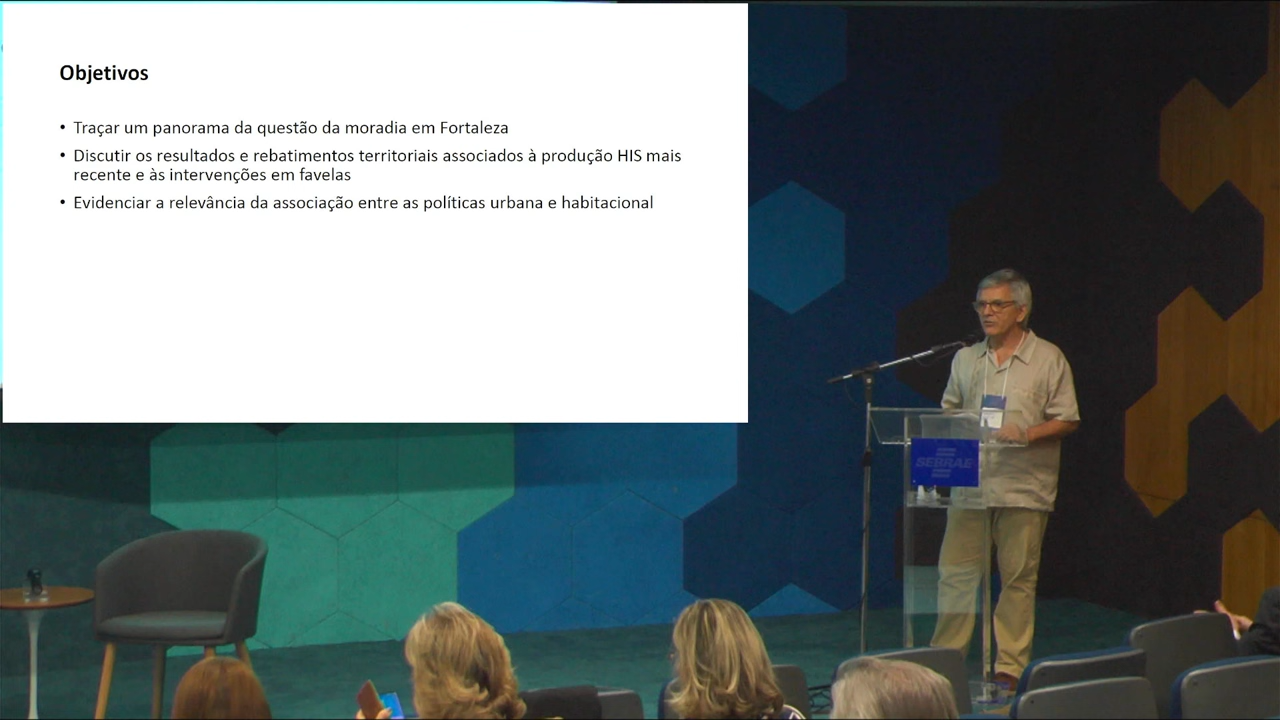 Objetivos
• Traçar um panorama da questão da moradia em Fortaleza
• Discutir os resultados e rebatimentos territoriais associados à produção HIS mais
recente e às intervenções em favelas
• Evidenciar a relevância da associação entre as políticas urbana e habitacional
SEBRAE